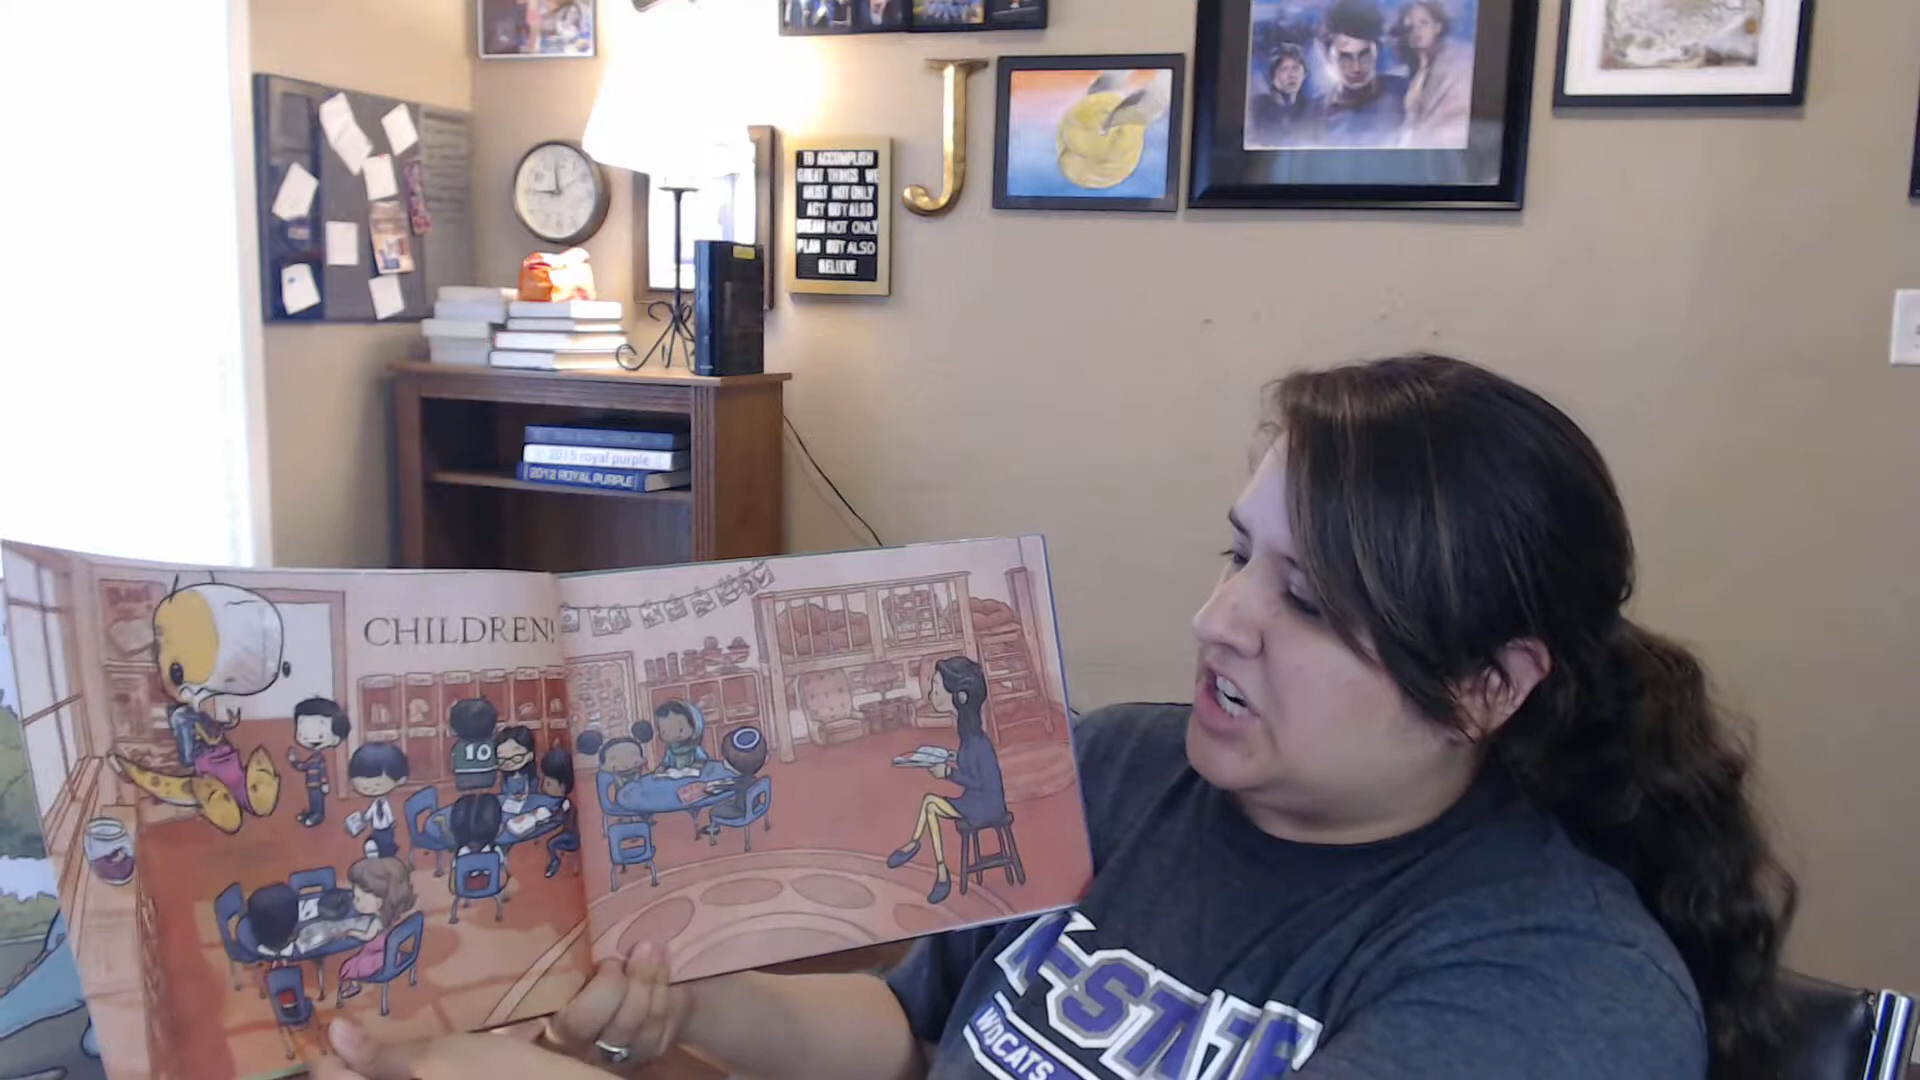 TO ACCOMPLISH
GREAT THINGS WE
MUST NOT ONLY
ACT BUT ALSO
DREAM NOT ONLY
PLAN BUT ALSO
BELIEVE
J
2015 royal purple
2012 ROYAL PURPLE
CHILDREN!
10
K-STATE
WILDCATS